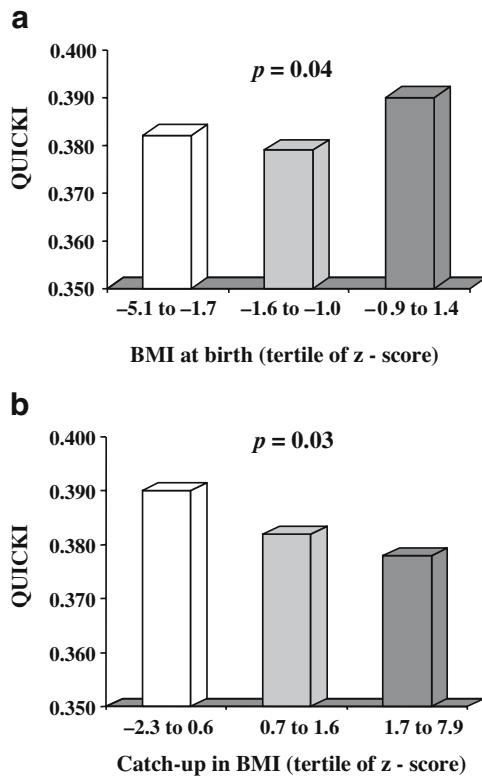 a
0.400
p = 0.04
0.390
0.380
QUICKI
0.370
0.360
0.350
−5.1 to −1.7 −1.6 to −1.0 −0.9 to 1.4
BMI at birth (tertile of z - score)
b
0.400
p = 0.03
0.390
0.380
QUICKI
0.370
0.360
0.350
−2.3 to 0.6 0.7 to 1.6 1.7 to 7.9
Catch-up in BMI (tertile of z - score)